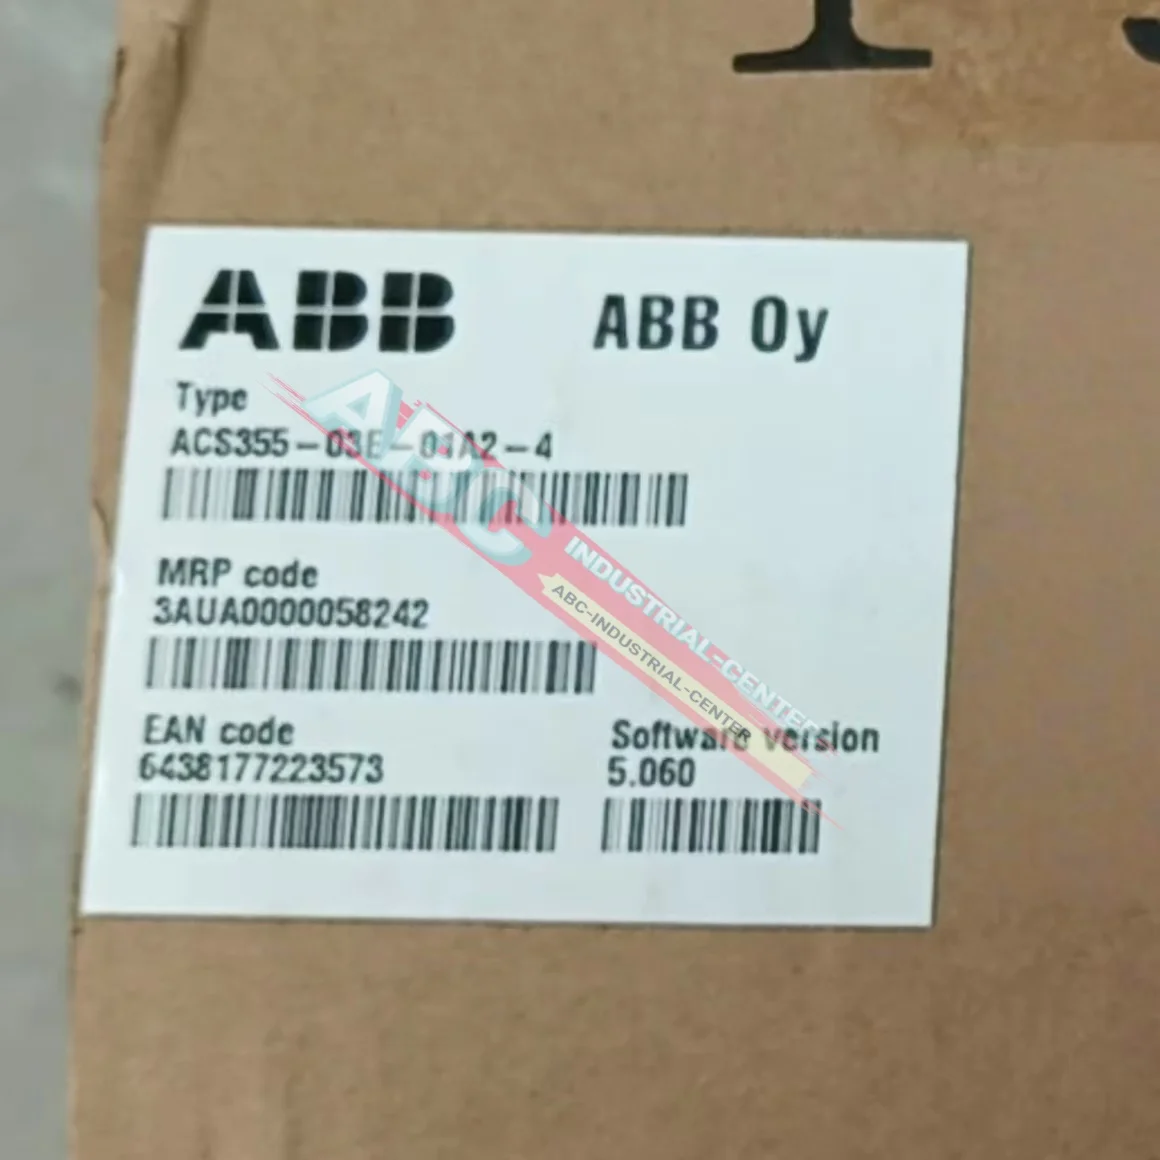 ABB
ABB Oy
Type
ACS355-03E-01A2-4
MRP code
3AUA0000058242
EAN code
6438177223573
Software version
5.060
ABC
INDUSTRIAL-CENTER
ABC-INDUSTRIAL-CENTER